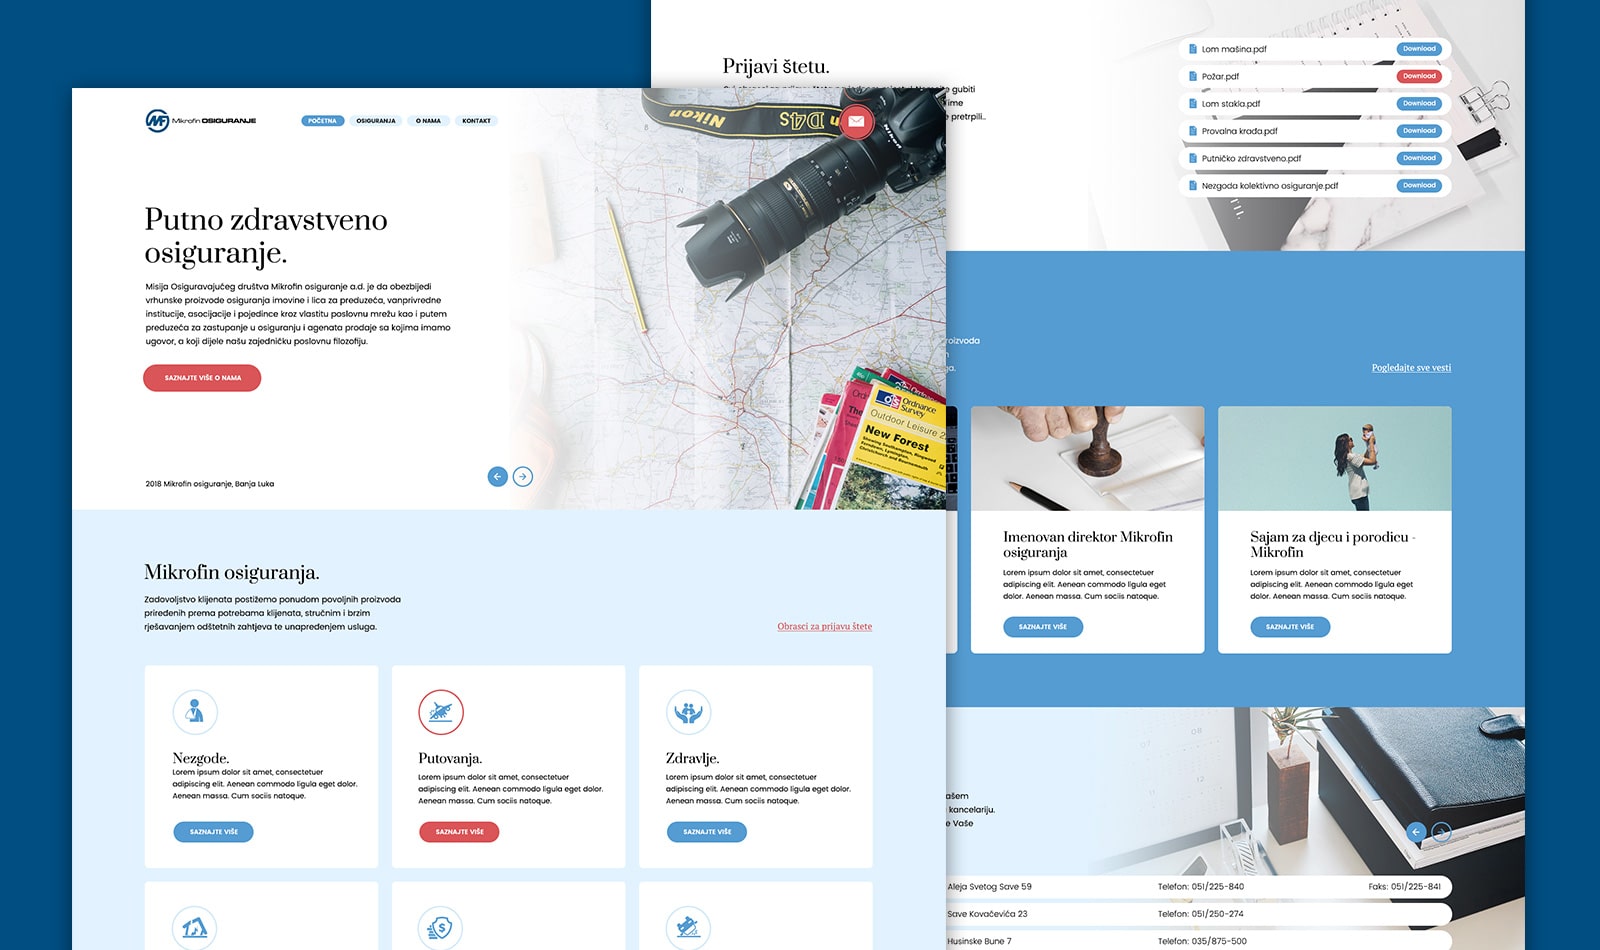 Mikrofin OSIGURANJE
POČETNA
OSIGURANJA
O NAMA
KONTAKT
Nikon
D4s
Putno zdravstveno
osiguranje.
Misija Osiguravajućeg društva Mikrofin osiguranje a.d. je da obezbijedi
vrhunske proizvode osiguranja imovine i lica za preduzeća, vanprivredne
institucije, asocijacije i pojedince kroz vlastitu poslovnu mrežu kao i putem
preduzeća za zastupanje u osiguranju i agenata prodaje sa kojima imamo
ugovor, a koji dijele našu zajedničku poslovnu filozofiju.
SAZNAJTE VIŠE O NAMA
2018 Mikrofin osiguranje, Banja Luka
Ordnance
Survey
Outdoor Leisure
New Forest
Mikrofin osiguranja.
Zadovoljstvo klijenata postižemo ponudom povoljnih proizvoda
priređenih prema potrebama klijenata, stručnim i brzim
rješavanjem odštetnih zahtjeva te unapređenjem usluga.
Obrasci za prijavu štete
Nezgode.
Lorem ipsum dolor sit amet, consectetuer
adipiscing elit. Aenean commodo ligula eget dolor.
Aenean massa. Cum sociis natoque.
SAZNAJTE VIŠE
Putovanja.
Lorem ipsum dolor sit amet, consectetuer
adipiscing elit. Aenean commodo ligula eget dolor.
Aenean massa. Cum sociis natoque.
SAZNAJTE VIŠE
Zdravlje.
Lorem ipsum dolor sit amet, consectetuer
adipiscing elit. Aenean commodo ligula eget dolor.
Aenean massa. Cum sociis natoque.
SAZNAJTE VIŠE
Prijavi štetu.
gubiti
ime
pretrpili..
Lom mašina.pdf
Download
Požar.pdf
Download
Lom stakla.pdf
Download
Provalna krađa.pdf
Download
Putničko zdravstveno.pdf
Download
Nezgoda kolektivno osiguranje.pdf
Download
roizvoda
ga.
Pogledajte sve vesti
Imenovan direktor Mikrofin
osiguranja
Lorem ipsum dolor sit amet, consectetuer
adipiscing elit. Aenean commodo ligula eget
dolor. Aenean massa. Cum sociis natoque.
SAZNAJTE VIŠE
Sajam za djecu i porodicu -
Mikrofin
Lorem ipsum dolor sit amet, consectetuer
adipiscing elit. Aenean commodo ligula eget
dolor. Aenean massa. Cum sociis natoque.
SAZNAJTE VIŠE
ašem
kancelariju.
e Vaše
Aleja Svetog Save 59
Telefon: 051/225-840
Faks: 051/225-841
Save Kovačevića 23
Telefon: 051/250-274
Husinske Bune 7
Telefon: 035/875-500